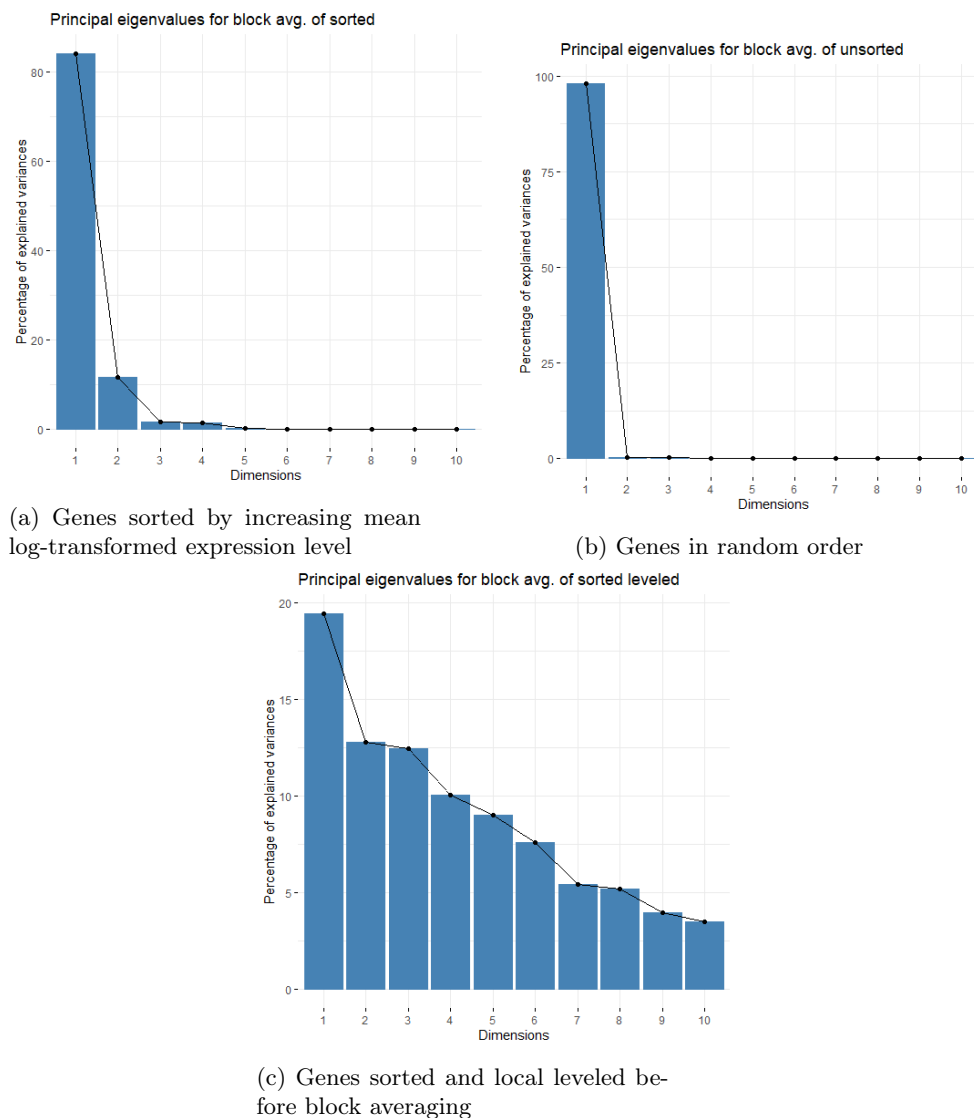 Principal eigenvalues for block avg. of sorted
Percentage of explained variances
80
60
40
20
0
1 2 3 4 5 6 7 8 9 10
Dimensions
(a) Genes sorted by increasing mean
log-transformed expression level
Principal eigenvalues for block avg. of unsorted
Percentage of explained variances
100
75
50
25
0
1 2 3 4 5 6 7 8 9 10
Dimensions
(b) Genes in random order
Principal eigenvalues for block avg. of sorted leveled
Percentage of explained variances
20
15
10
5
0
1 2 3 4 5 6 7 8 9 10
Dimensions
(c) Genes sorted and local leveled be-
fore block averaging